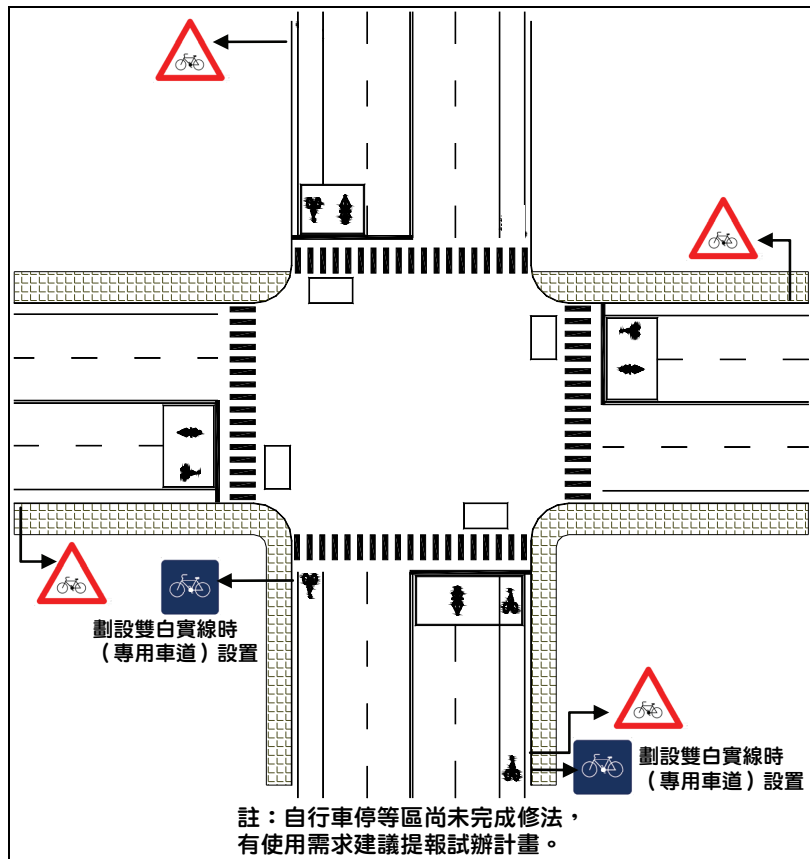 劃設雙白實線時
（專用車道）設置
劃設雙白實線時
（專用車道）設置
註：自行車停等區尚未完成修法，
有使用需求建議提報試辦計畫。